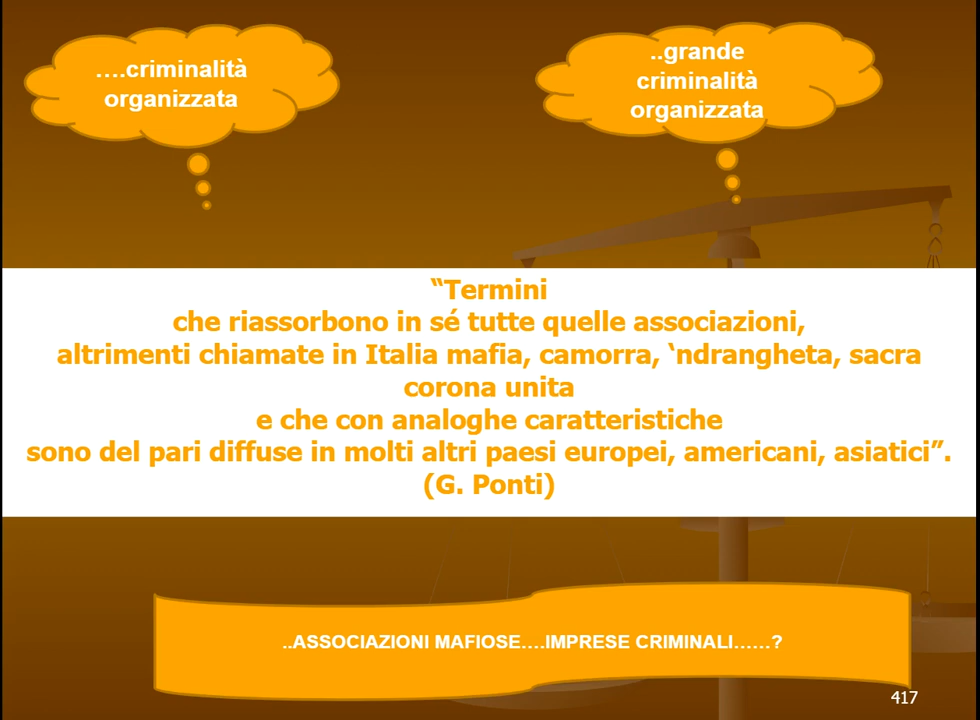 ….criminalità
organizzata
..grande
criminalità
organizzata
“Termini
che riassorbono in sé tutte quelle associazioni,
altrimenti chiamate in Italia mafia, camorra, ‘ndrangheta, sacra
corona unita
e che con analoghe caratteristiche
sono del pari diffuse in molti altri paesi europei, americani, asiatici”.
(G. Ponti)
..ASSOCIAZIONI MAFIOSE….IMPRESE CRIMINALI……?
417